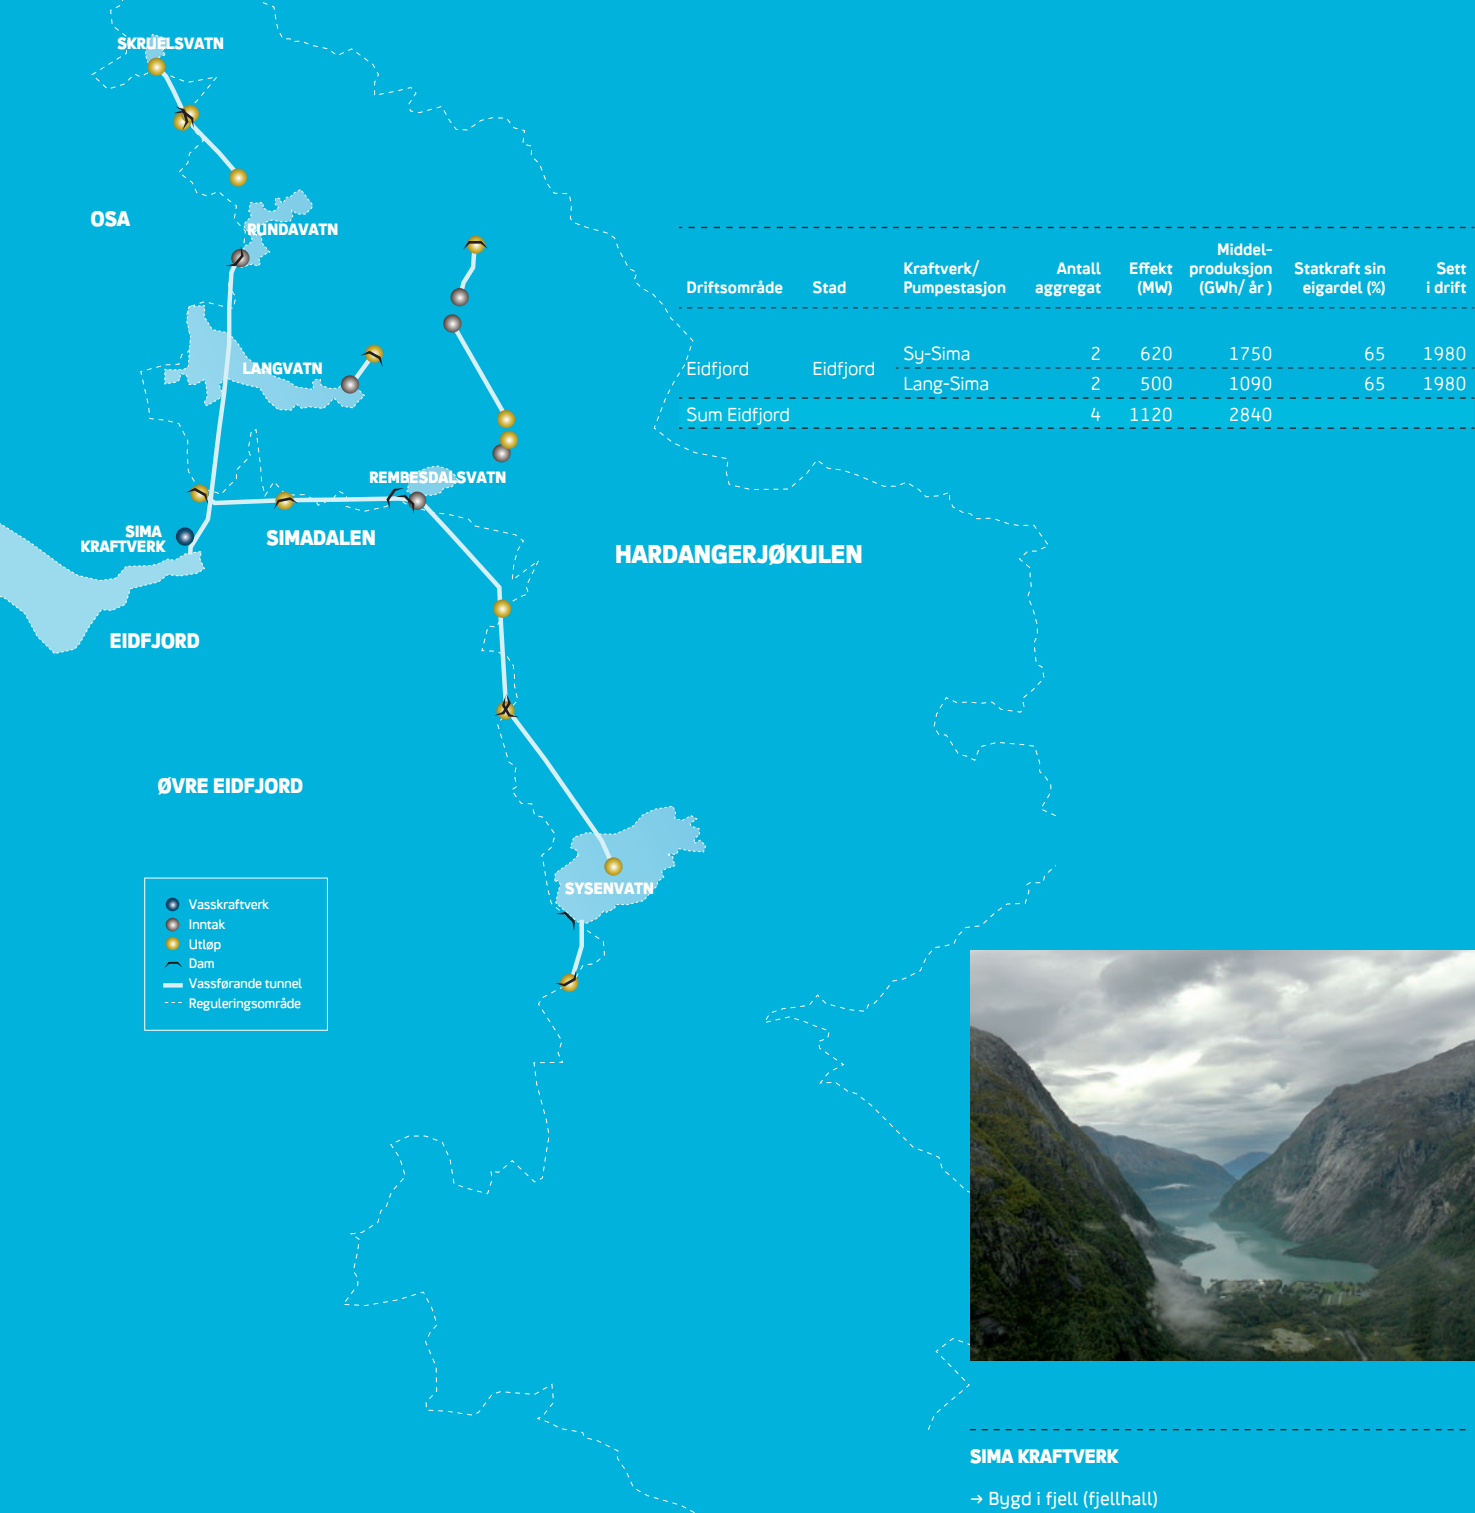 SKRUELSVATN
OSA
RUNDAVATN
LANGVATN
REMBESDALSVATN
SIMA
KRAFTVERK
SIMADALEN
HARDANGERJØKULEN
EIDFJORD
ØVRE EIDFJORD
SYSENVATN
Vasskraftverk
Inntak
Utløp
Dam
Vassførande tunnel
Reguleringsområde
Driftsområde Stad Kraftverk/ Pumpestasjon Antall aggregat Effekt (MW) Middel- produksjon (GWh/ år ) Statkraft sin eigardel (%) Sett i drift
Eidfjord Eidfjord Sy-Sima 2 620 1750 65 1980
Lang-Sima 2 500 1090 65 1980
Sum Eidfjord 4 1120 2840
SIMA KRAFTVERK
→ Bygd i fjell (fjellhall)